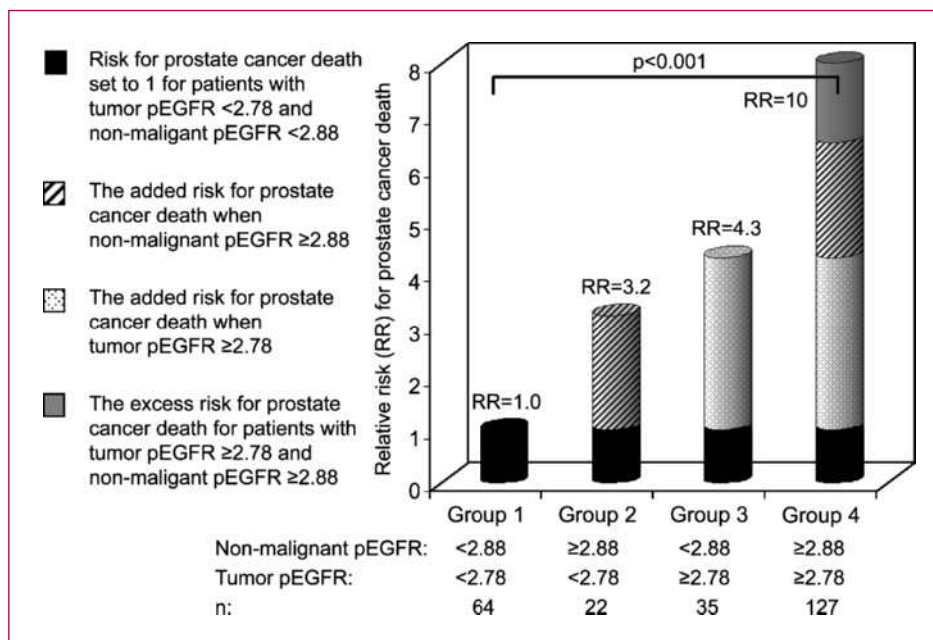 Risk for prostate cancer death
set to 1 for patients with
tumor pEGFR <2.78 and
non-maligant pEGFR <2.88
The added risk for prostate
cancer death when
non-malignant pEGFR ≥2.88
The added risk for prostate
cancer death when
tumor pEGFR ≥2.78
The excess risk for prostate
cancer death for patients with
tumor pEGFR ≥2.78 and
non-malignant pEGFR ≥2.88
Relative risk (RR) for prostate cancer death
8
7
6
5
4
3
2
1
0
p<0.001
RR=1.0
RR=3.2
RR=4.3
RR=10
Group 1 Group 2 Group 3 Group 4
Non-malignant pEGFR: <2.88 ≥2.88 <2.88 ≥2.88
Tumor pEGFR: <2.78 <2.78 ≥2.78 ≥2.78
n: 64 22 35 127